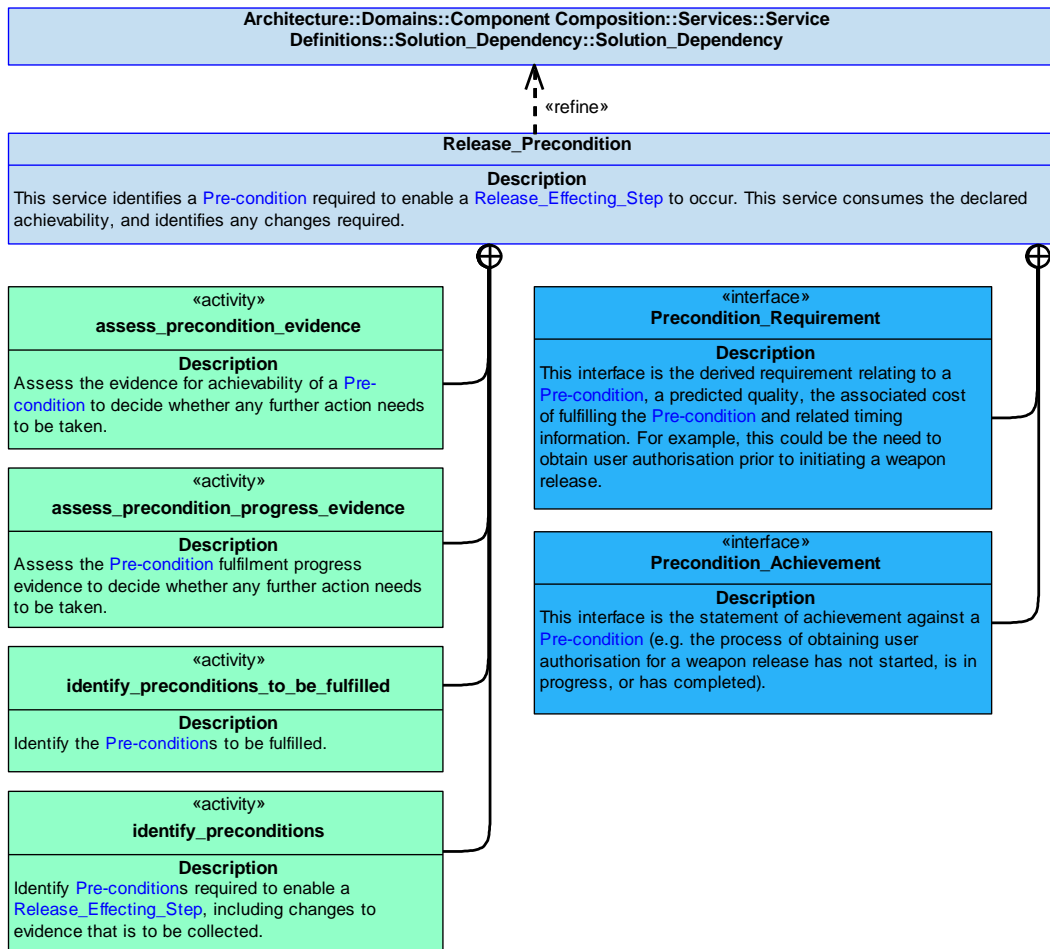 Architecture::Domains::Component Composition::Services::Service
Definitions::Solution_Dependency::Solution_Dependency
«refine»
Release_Precondition
Description
This service identifies a Pre-condition required to enable a Release_Effecting_Step to occur. This service consumes the declared
achievability, and identifies any changes required.
«activity»
assess_precondition_evidence
Description
Assess the evidence for achievability of a Pre-
condition to decide whether any further action needs
to be taken.
«activity»
assess_precondition_progress_evidence
Description
Assess the Pre-condition fulfilment progress
evidence to decide whether any further action needs
to be taken.
«activity»
identify_preconditions_to_be_fulfilled
Description
Identify the Pre-conditions to be fulfilled.
«activity»
identify_preconditions
Description
Identify Pre-conditions required to enable a
Release_Effecting_Step, including changes to
evidence that is to be collected.
«interface»
Precondition_Requirement
Description
This interface is the derived requirement relating to a
Pre-condition, a predicted quality, the associated cost
of fulfilling the Pre-condition and related timing
information. For example, this could be the need to
obtain user authorisation prior to initiating a weapon
release.
«interface»
Precondition_Achievement
Description
This interface is the statement of achievement against a
Pre-condition (e.g. the process of obtaining user
authorisation for a weapon release has not started, is in
progress, or has completed).